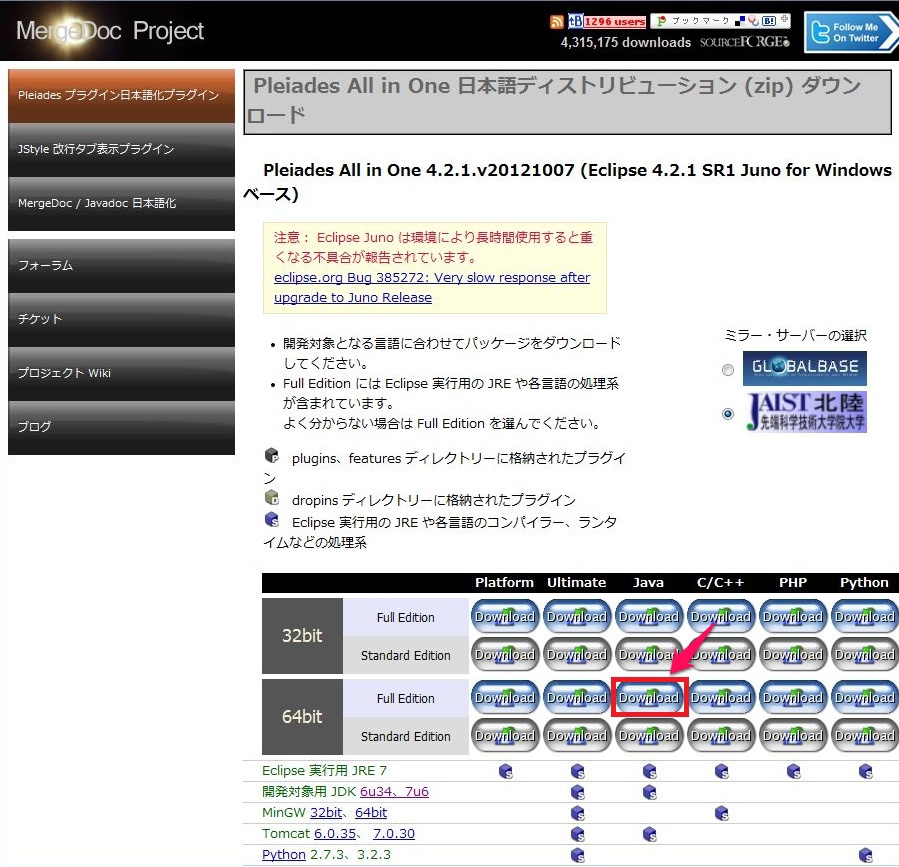 MergeDoc Project
1296 users
ブックマーク
B!
4,315,175 downloads
SOURCEFORGE
Follow Me
On Twitter
Pleiades プラグイン日本語化プラグイン
JStyle 改行タブ表示プラグイン
MergeDoc / Javadoc 日本語化
フォーラム
チケット
プロジェクト Wiki
ブログ
Pleiades All in One 日本語ディストリビューション (zip) ダウン
ロード
Pleiades All in One 4.2.1.v20121007 (Eclipse 4.2.1 SR1 Juno for Windows
ベース)
注意： Eclipse Juno は環境により長時間使用すると重
くなる不具合が報告されています。
eclipse.org Bug 385272: Very slow response after
upgrade to Juno Release
• 開発対象となる言語に合わせてパッケージをダウンロード
してください。
• Full Edition には Eclipse 実行用の JRE や各言語の処理系
が含まれています。
よく分からない場合は Full Edition を選んでください。
ミラー・サーバーの選択
GLOBALBASE
JAIST 北陸
先端科学技術大学院大学
plugins、features ディレクトリーに格納されたプラグイ
ン
dropins ディレクトリーに格納されたプラグイン
Eclipse 実行用の JRE や各言語のコンパイラー、ランタ
イムなどの処理系
Platform Ultimate Java C/C++ PHP Python
32bit
Full Edition Download Download Download Download Download Download
Standard Edition Download Download Download Download Download Download
64bit
Full Edition Download Download Download Download Download Download
Standard Edition Download Download Download Download Download Download
Eclipse 実行用 JRE 7
開発対象用 JDK 6u34、7u6
MinGW 32bit、64bit
Tomcat 6.0.35、 7.0.30
Python 2.7.3、3.2.3